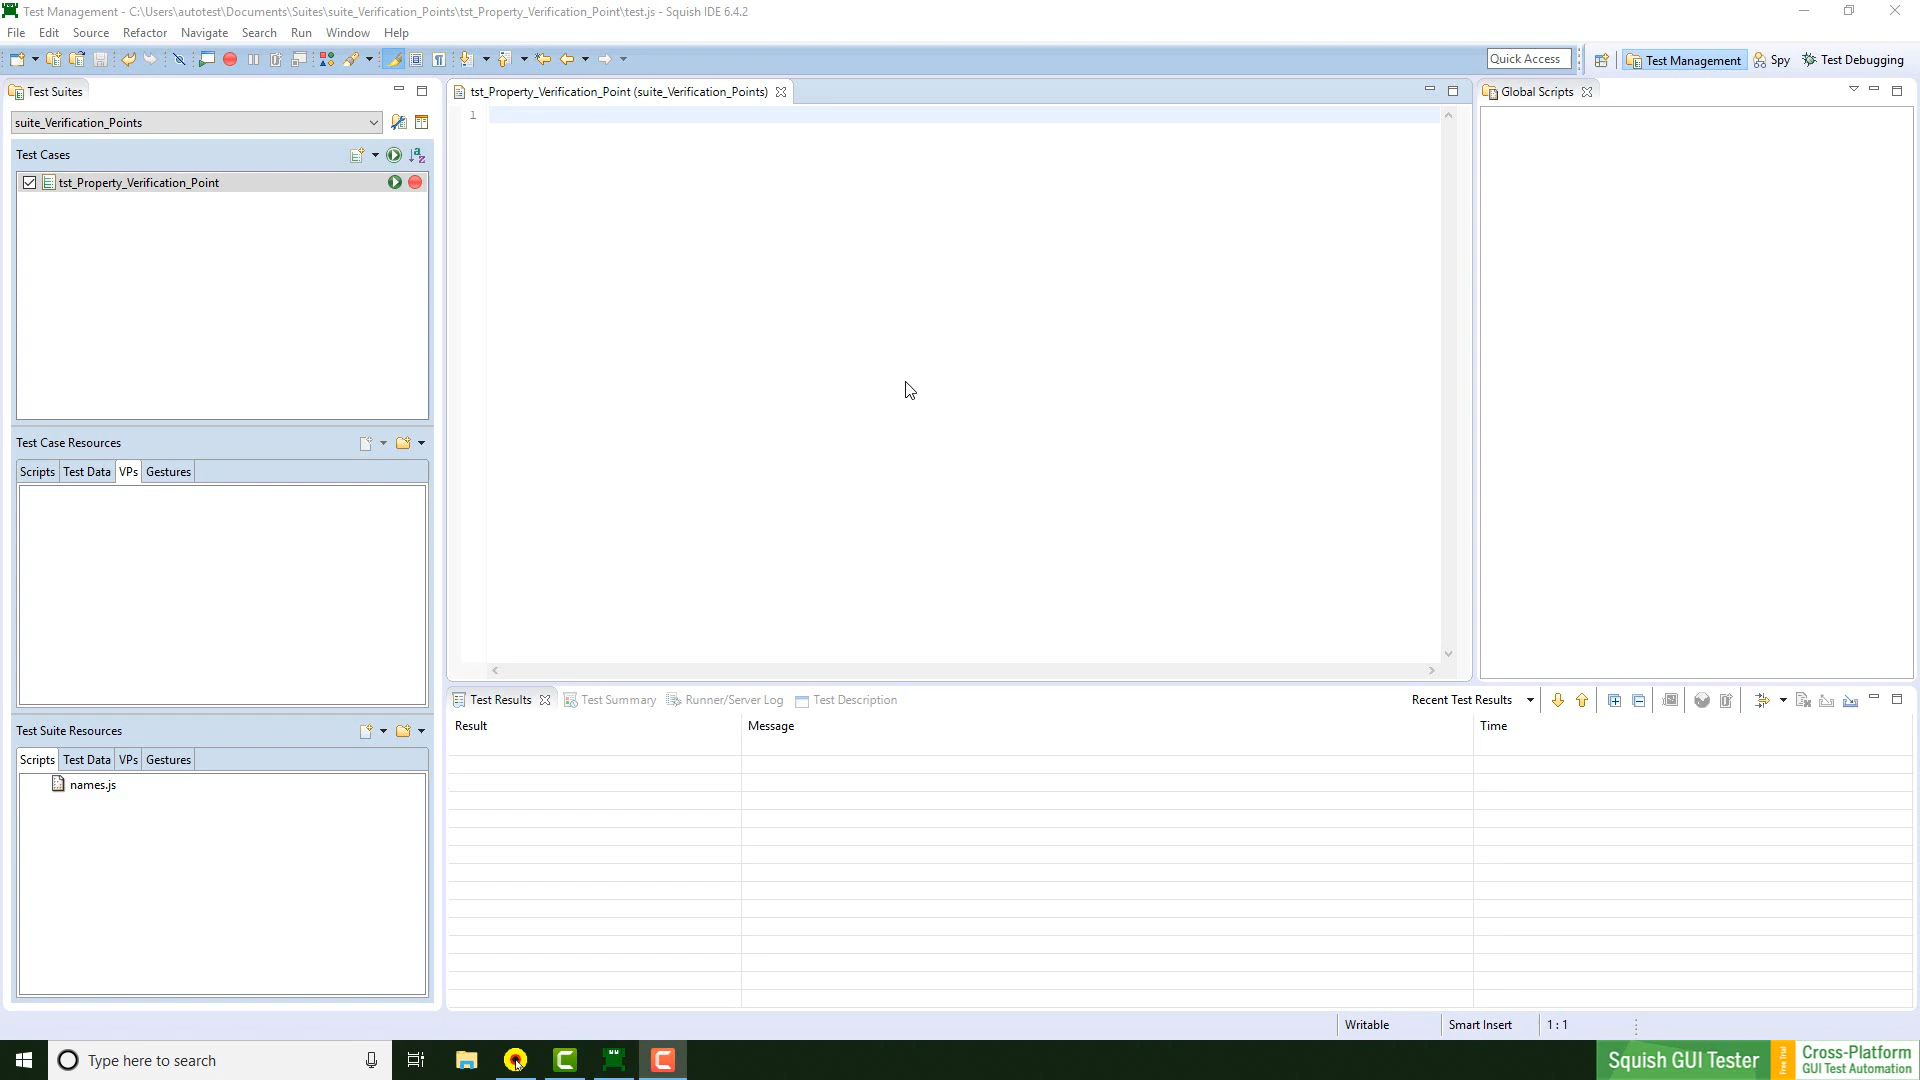 Test Management - C:\Users\autotest\Documents\Suites\suite_Verification_Points\tst_Property_Verification_Point\test.js - Squish IDE 6.4.2
File Edit Source Refactor Navigate Search Run Window Help
Quick Access
Test Management
Spy
Test Debugging
Test Suites
tst_Property_Verification_Point (suite_Verification_Points)
Global Scripts
suite_Verification_Points
1
Test Cases
tst_Property_Verification_Point
Test Case Resources
Scripts Test Data VPs Gestures
Test Results Test Summary Runner/Server Log Test Description
Recent Test Results
Result Message Time
Test Suite Resources
Scripts Test Data VPs Gestures
names.js
Writable Smart Insert 1 : 1
Type here to search
Squish GUI Tester
Free Trial
Cross-Platform
GUI Test Automation